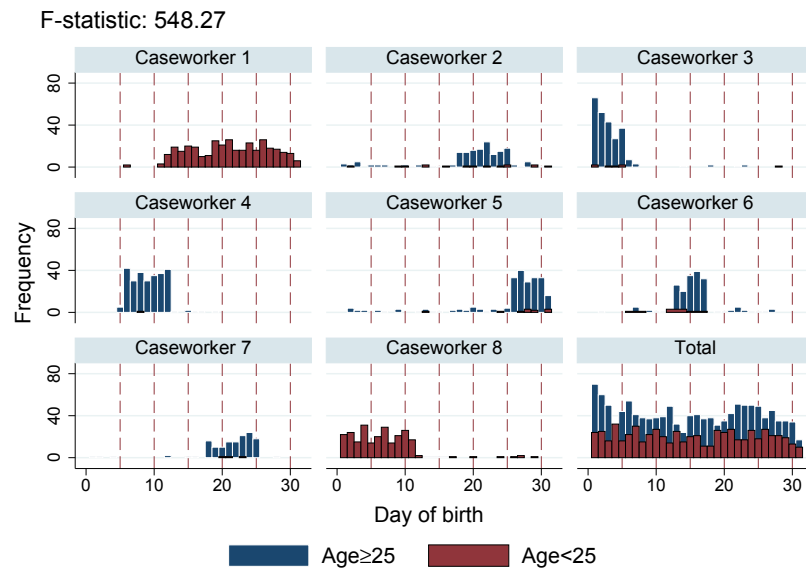 F-statistic: 548.27
Caseworker 1
Caseworker 2
Caseworker 3
80
40
0
Caseworker 4
Caseworker 5
Caseworker 6
80
40
0
Frequency
Caseworker 7
Caseworker 8
Total
80
40
0
0 10 20 30
0 10 20 30
0 10 20 30
Day of birth
Age≥25
Age<25